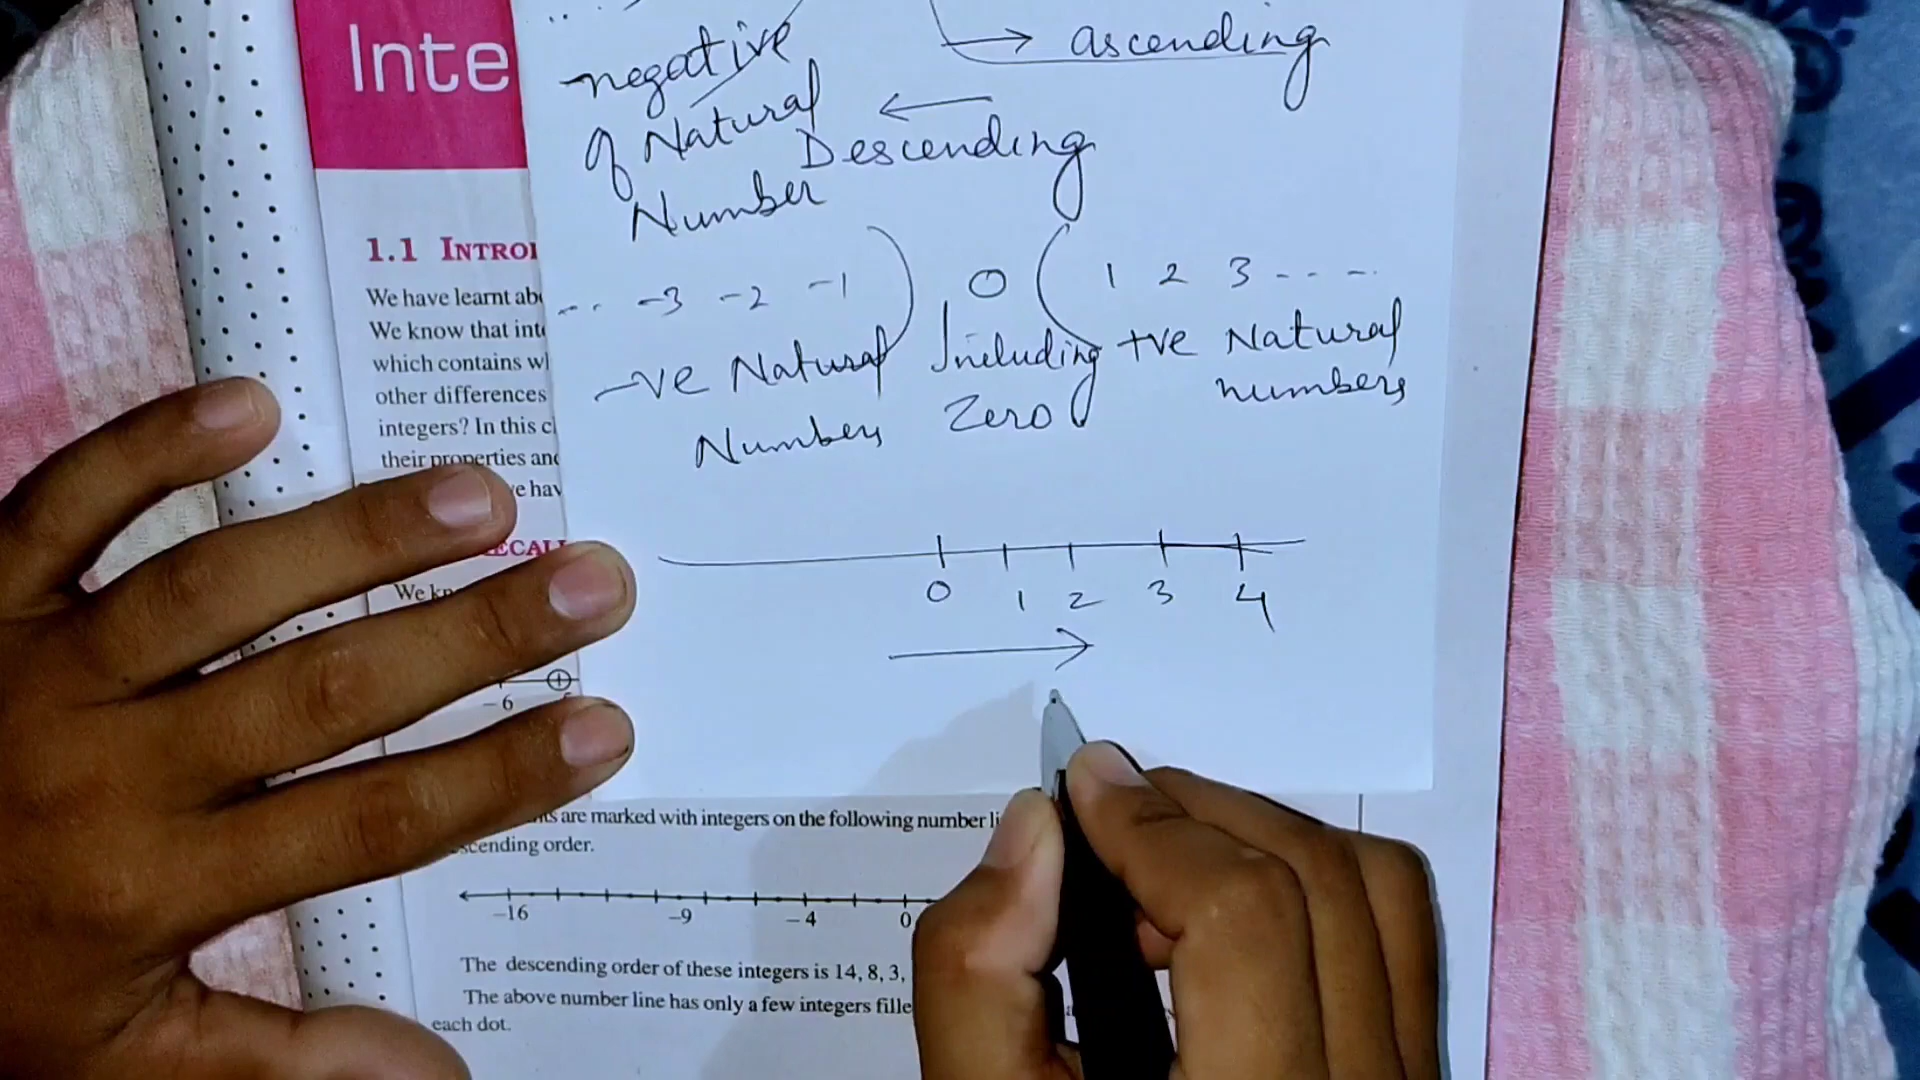 Inte
→ ascending
negative
of Natural
Number
← Descending
1.1 INTRO
We have learnt ab
We know that int
which contains w
other differences
integers? In this c
their properties an
e hav
... -3 -2 -1 0 1 2 3 - - -
-ve Natural Including +ve Natural
Numbers Zero numbers
ECAL
We kn
0 1 2 3 4
→
- 6
are marked with integers on the following number li
scending order.
-16 -9 - 4 0
The descending order of these integers is 14, 8, 3,
The above number line has only a few integers fille
each dot.